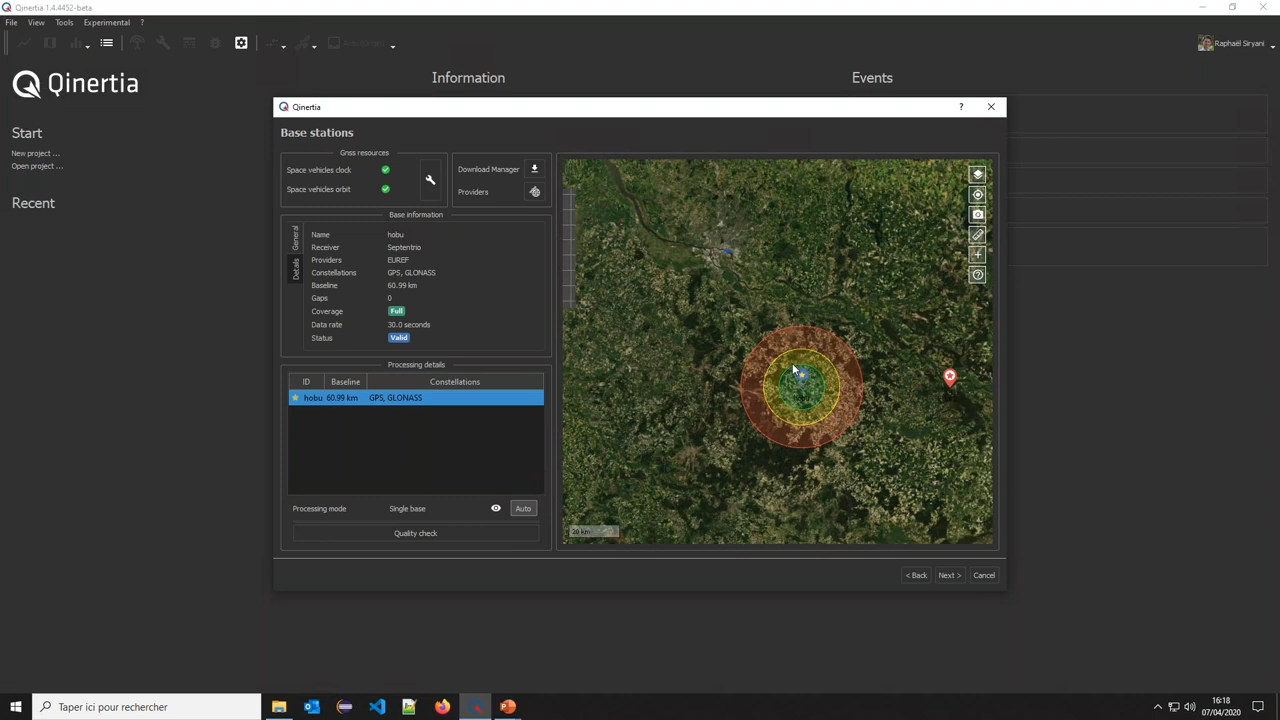 Qinertia 1.4.4452-beta
File View Tools Experimental ?
Raphaël Siryani
Qinertia
Information
Events
Start
New project ...
Open project ...
Recent
Qinertia
?
Base stations
Gnss resources
Space vehicles clock
Space vehicles orbit
Download Manager
Providers
Base information
General
Details
Name hobu
Receiver Septentrio
Providers EUREF
Constellations GPS, GLONASS
Baseline 60.99 km
Gaps 0
Coverage Full
Data rate 30.0 seconds
Status Valid
Processing details
ID Baseline Constellations
hobu 60.99 km GPS, GLONASS
Processing mode Single base Auto
Quality check
hobu
20 km
< Back Next > Cancel
Taper ici pour rechercher
16:18
07/04/2020